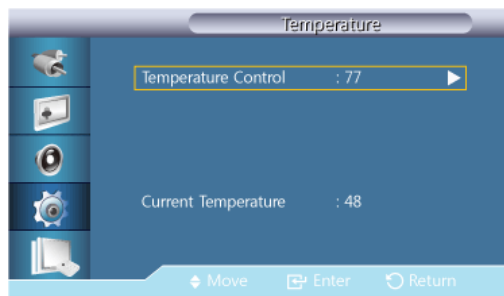 Temperature
Temperature Control : 77
Current Temperature : 48
Move Enter Return